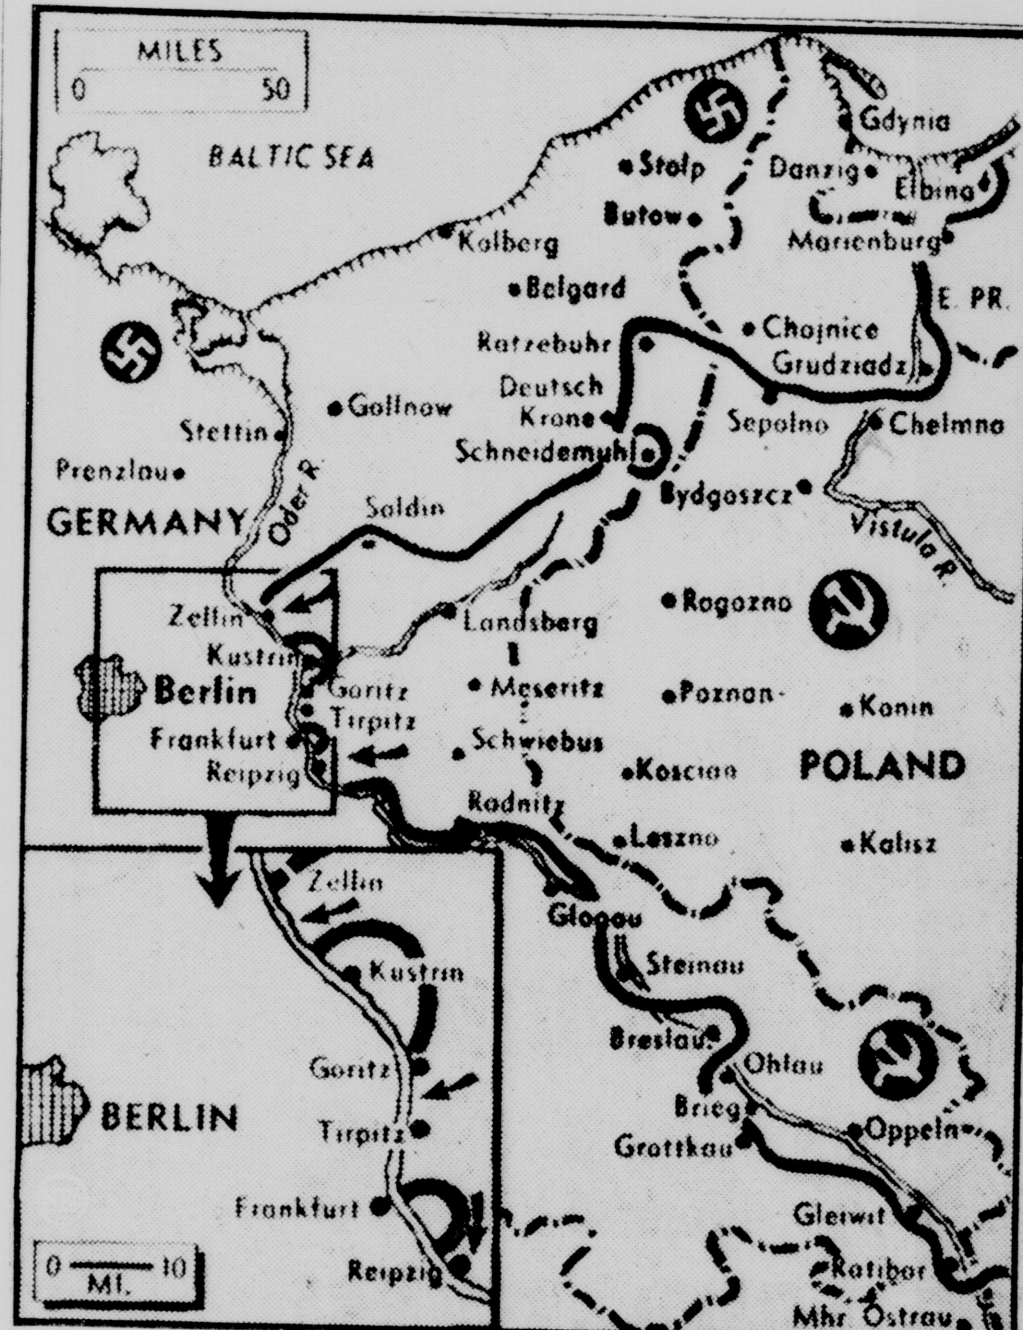 MILES
0 50
BALTIC SEA
Gdynia
Stolp
Danzig
Elbing
Butow
Marienburg
Kolberg
Belgard
E. PR.
Ratzebuhr
Chojnice
Grudziadz
Deutsch
Krone
Gollnow
Sepolno
Chelmna
Stettin
Schneidemuhl
Prenzlau
Bydgoszcz
Oder R.
Soldin
GERMANY
Vistula R.
Zellin
Landsberg
Rogozno
Kustrin
Berlin
Goritz
Meseritz
Poznan
Konin
Tirpitz
Frankfurt
Schwiebus
Reipzig
Koscian
POLAND
Radnitz
Leszno
Kalisz
Glogau
Steinau
Breslau
Ohlau
Brieg
Grottkau
Oppeln
Gleiwit
Ratibor
Mhr. Ostrau
Zellin
Kustrin
Goritz
BERLIN
Tirpitz
Frankfurt
Reipzig
0 10
MI.